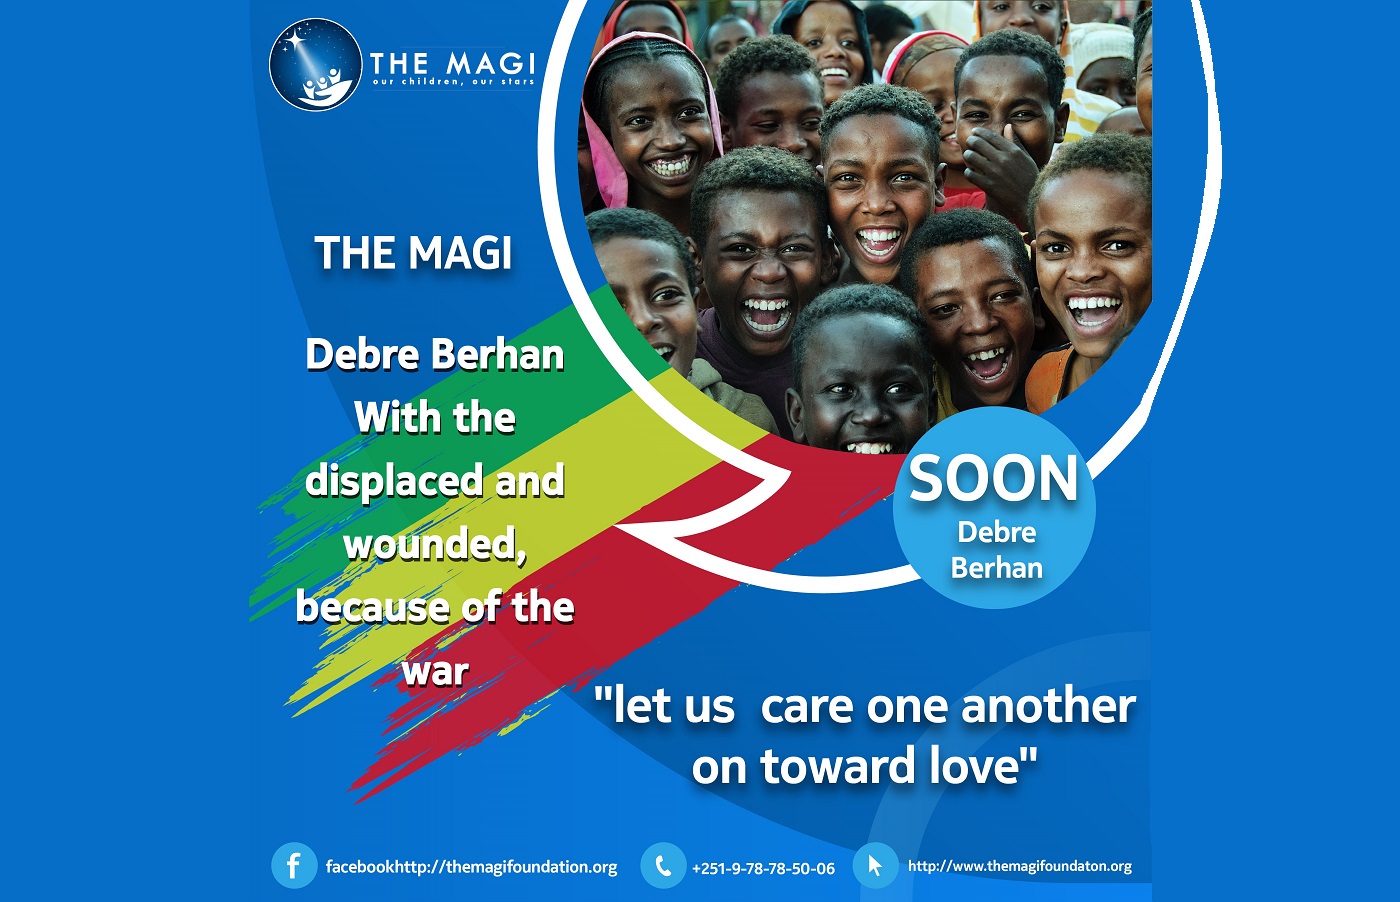 THE MAGI
our children, our stars
THE MAGI
Debre Berhan
With the
displaced and
wounded,
because of the
war
SOON
Debre
Berhan
"let us  care one another
on toward love"
facebookhttp://themagifoundation.org
+251-9-78-78-50-06
http://www.themagifoundaton.org